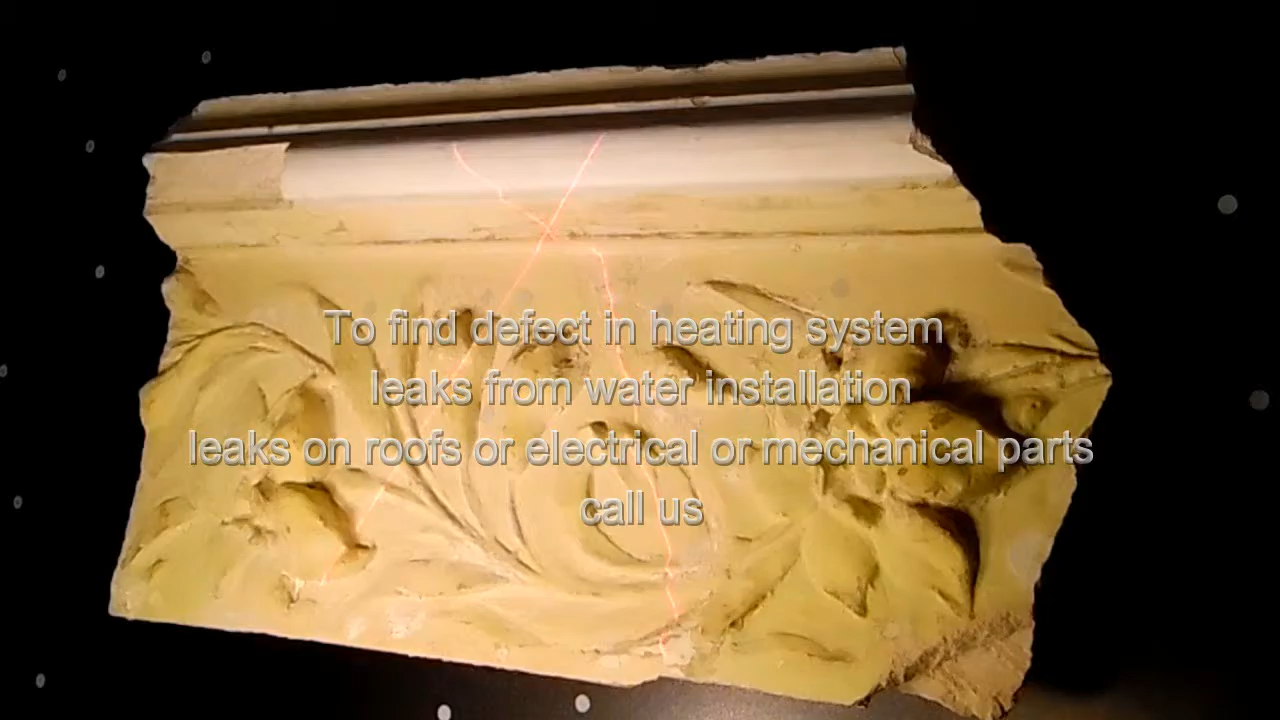 To find defect in heating system
leaks from water installation
leaks on roofs or electrical or mechanical parts
call us